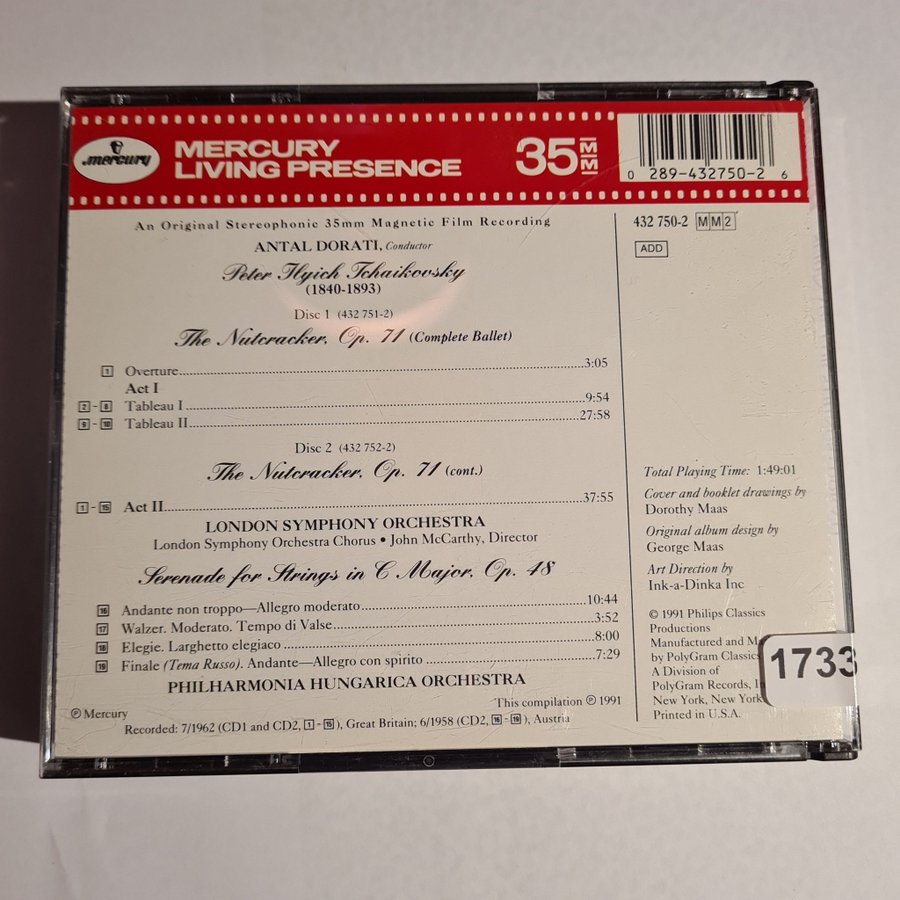 mercury
MERCURY
LIVING PRESENCE
35MM
0 289-432750-2 6
An Original Stereophonic 35mm Magnetic Film Recording
432 750-2 MM2
ADD
ANTAL DORATI, Conductor
Peter Ilyich Tchaikovsky
(1840-1893)
Disc 1 (432 751-2)
The Nutcracker, Op. 71 (Complete Ballet)
1 Overture 3:05
Act I
2 - 8 Tableau I 9:54
9 - 10 Tableau II 27:58
Disc 2 (432 752-2)
The Nutcracker, Op. 71 (cont.)
1 - 15 Act II 37:55
LONDON SYMPHONY ORCHESTRA
London Symphony Orchestra Chorus • John McCarthy, Director
Serenade for Strings in C Major, Op. 48
16 Andante non troppo—Allegro moderato 10:44
17 Walzer. Moderato. Tempo di Valse 3:52
18 Elegie. Larghetto elegiaco 8:00
19 Finale (Tema Russo). Andante—Allegro con spirito 7:29
PHILHARMONIA HUNGARICA ORCHESTRA
This compilation ℗ 1991
℗ Mercury
Recorded: 7/1962 (CD1 and CD2, 1 - 15), Great Britain; 6/1958 (CD2, 16 - 19), Austria
Total Playing Time: 1:49:01
Cover and booklet drawings by
Dorothy Maas
Original album design by
George Maas
Art Direction by
Ink-a-Dinka Inc
© 1991 Philips Classics
Productions
Manufactured and
by PolyGram Classics
A Division of
PolyGram Records,
New York, New York
Printed in U.S.A.
1733